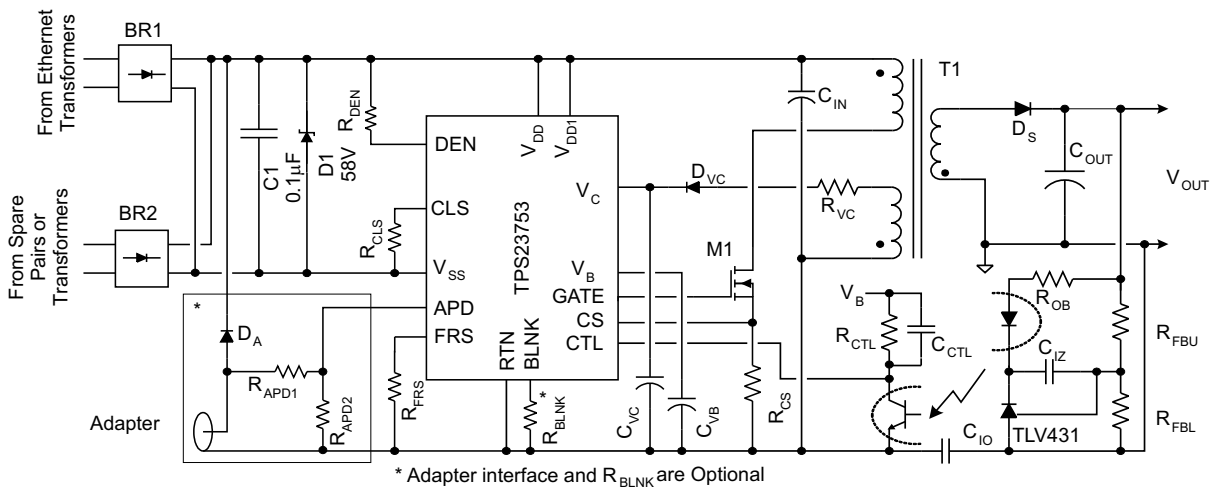 BR1
From Ethernet
Transformers
BR2
From Spare
Pairs or
Transformers
C1
0.1μF
D1
58V
R_DEN
R_CLS
DEN
CLS
V_SS
APD
FRS
V_DD
V_DD1
TPS23753
V_C
V_B
GATE
CS
CTL
RTN
BLNK
*
D_A
R_APD1
R_APD2
Adapter
R_FRS
*
R_BLNK
C_VC
C_VB
D_VC
R_VC
M1
R_CS
C_IN
T1
D_S
C_OUT
V_OUT
V_B
R_CTL
C_CTL
R_OB
C_IZ
R_FBU
R_FBL
TLV431
C_IO
* Adapter interface and R_BLNK are Optional